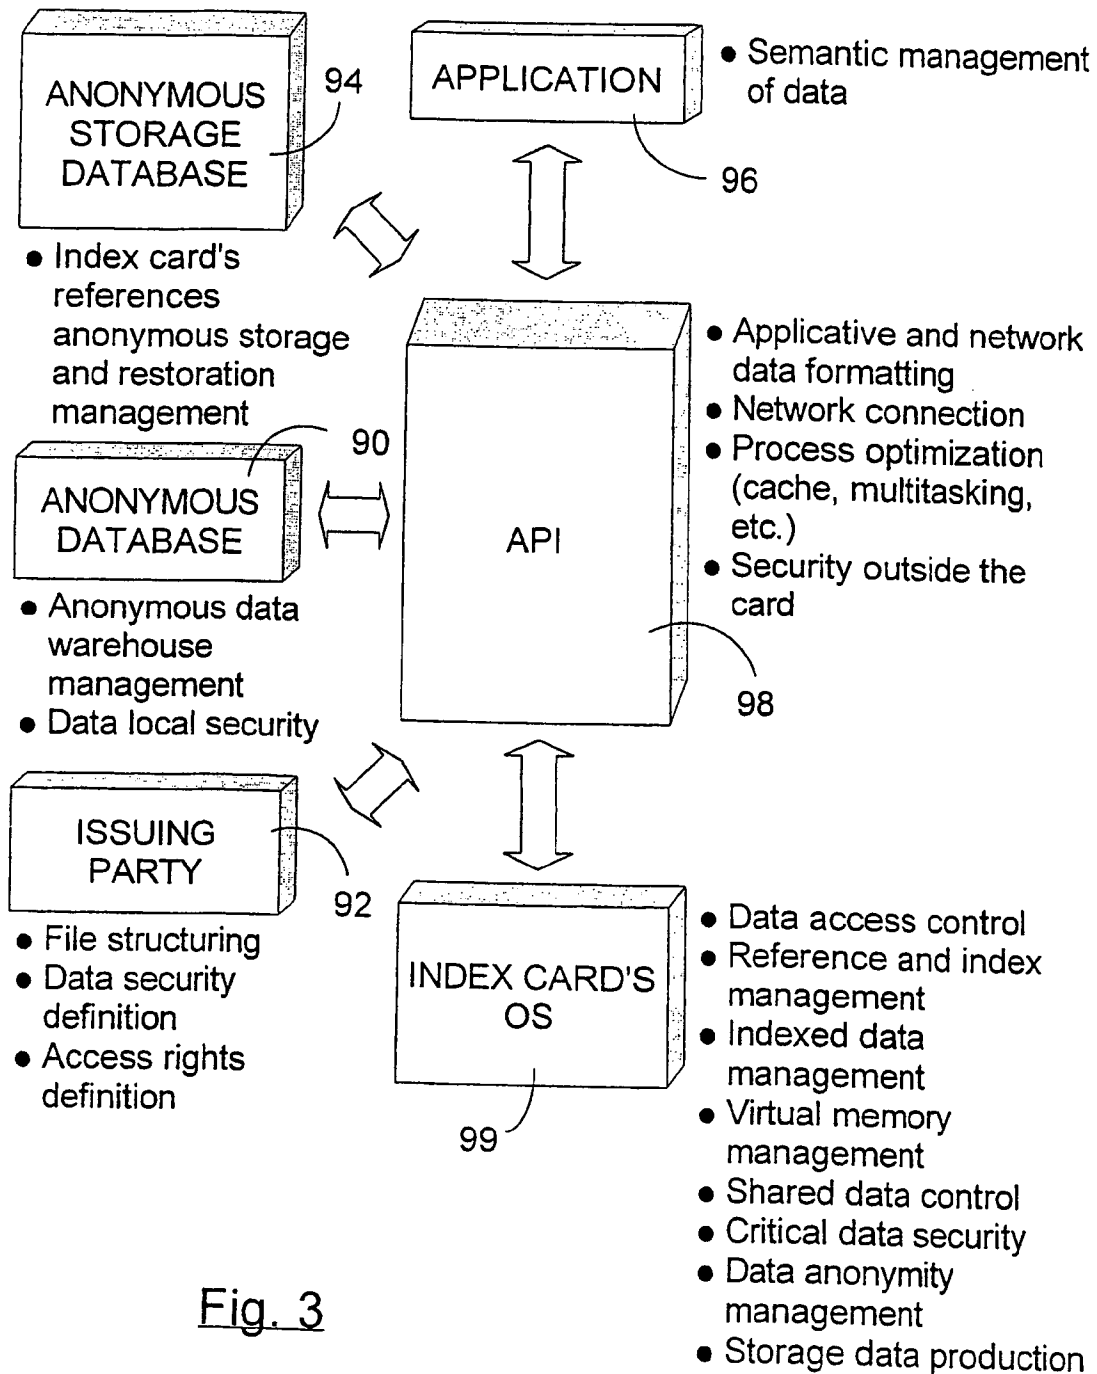 ANONYMOUS
STORAGE
DATABASE
94
● Index card's
references
anonymous storage
and restoration
management
APPLICATION
96
● Semantic management
of data
ANONYMOUS
DATABASE
90
● Anonymous data
warehouse
management
● Data local security
API
98
● Applicative and network
data formatting
● Network connection
● Process optimization
(cache, multitasking,
etc.)
● Security outside the
card
ISSUING
PARTY
92
● File structuring
● Data security
definition
● Access rights
definition
INDEX CARD'S
OS
99
● Data access control
● Reference and index
management
● Indexed data
management
● Virtual memory
management
● Shared data control
● Critical data security
● Data anonymity
management
● Storage data production
Fig. 3